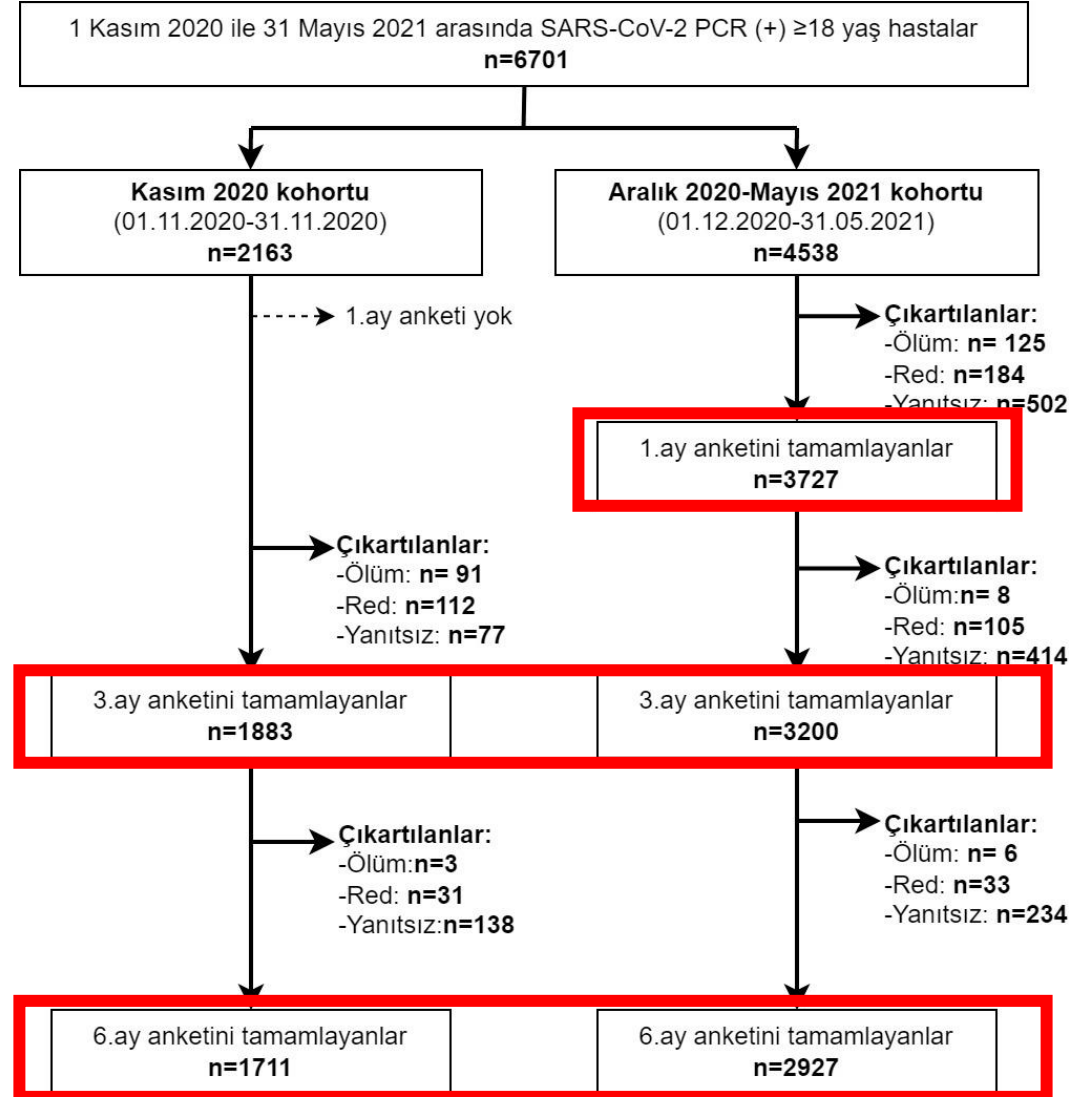 1 Kasım 2020 ile 31 Mayıs 2021 arasında SARS-CoV-2 PCR (+) ≥18 yaş hastalar
n=6701
Kasım 2020 kohortu
(01.11.2020-31.11.2020)
n=2163
Aralık 2020-Mayıs 2021 kohortu
(01.12.2020-31.05.2021)
n=4538
1.ay anketi yok
Çıkartılanlar:
-Ölüm: n= 125
-Red: n=184
-Yanıtsız: n=502
1.ay anketini tamamlayanlar
n=3727
Çıkartılanlar:
-Ölüm: n= 91
-Red: n=112
-Yanıtsız: n=77
Çıkartılanlar:
-Ölüm:n= 8
-Red: n=105
-Yanıtsız: n=414
3.ay anketini tamamlayanlar
n=1883
3.ay anketini tamamlayanlar
n=3200
Çıkartılanlar:
-Ölüm:n=3
-Red: n=31
-Yanıtsız:n=138
Çıkartılanlar:
-Ölüm: n= 6
-Red: n=33
-Yanıtsız: n=234
6.ay anketini tamamlayanlar
n=1711
6.ay anketini tamamlayanlar
n=2927